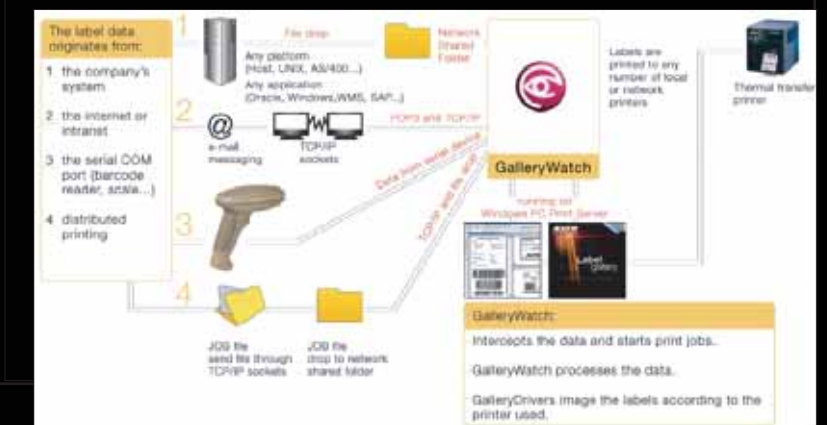 The label data
originates from:
1 the company's
system
2 the internet or
intranet
3 the serial COM
port (barcode
reader, scale...)
4 distributed
printing
1
File drop
Any platform
(Host, UNIX, AS/400...)
Any application
(Oracle, Windows, WMS, SAP...)
Network
Shared
Folder
2
@
e-mail
messaging
TCP/IP
sockets
POP3 and TCP/IP
3
Data from serial device
4
JOB file
send file through
TCP/IP sockets
JOB file
drop to network
shared folder
TCP/IP and file drop
GalleryWatch
running on
Windows PC Print Server
Label
gallery
Labels are
printed to any
number of local
or network
printers
Thermal transfer
printer
GalleryWatch:
Intercepts the data and starts print jobs.
GalleryWatch processes the data.
GalleryDrivers image the labels according to the
printer used.